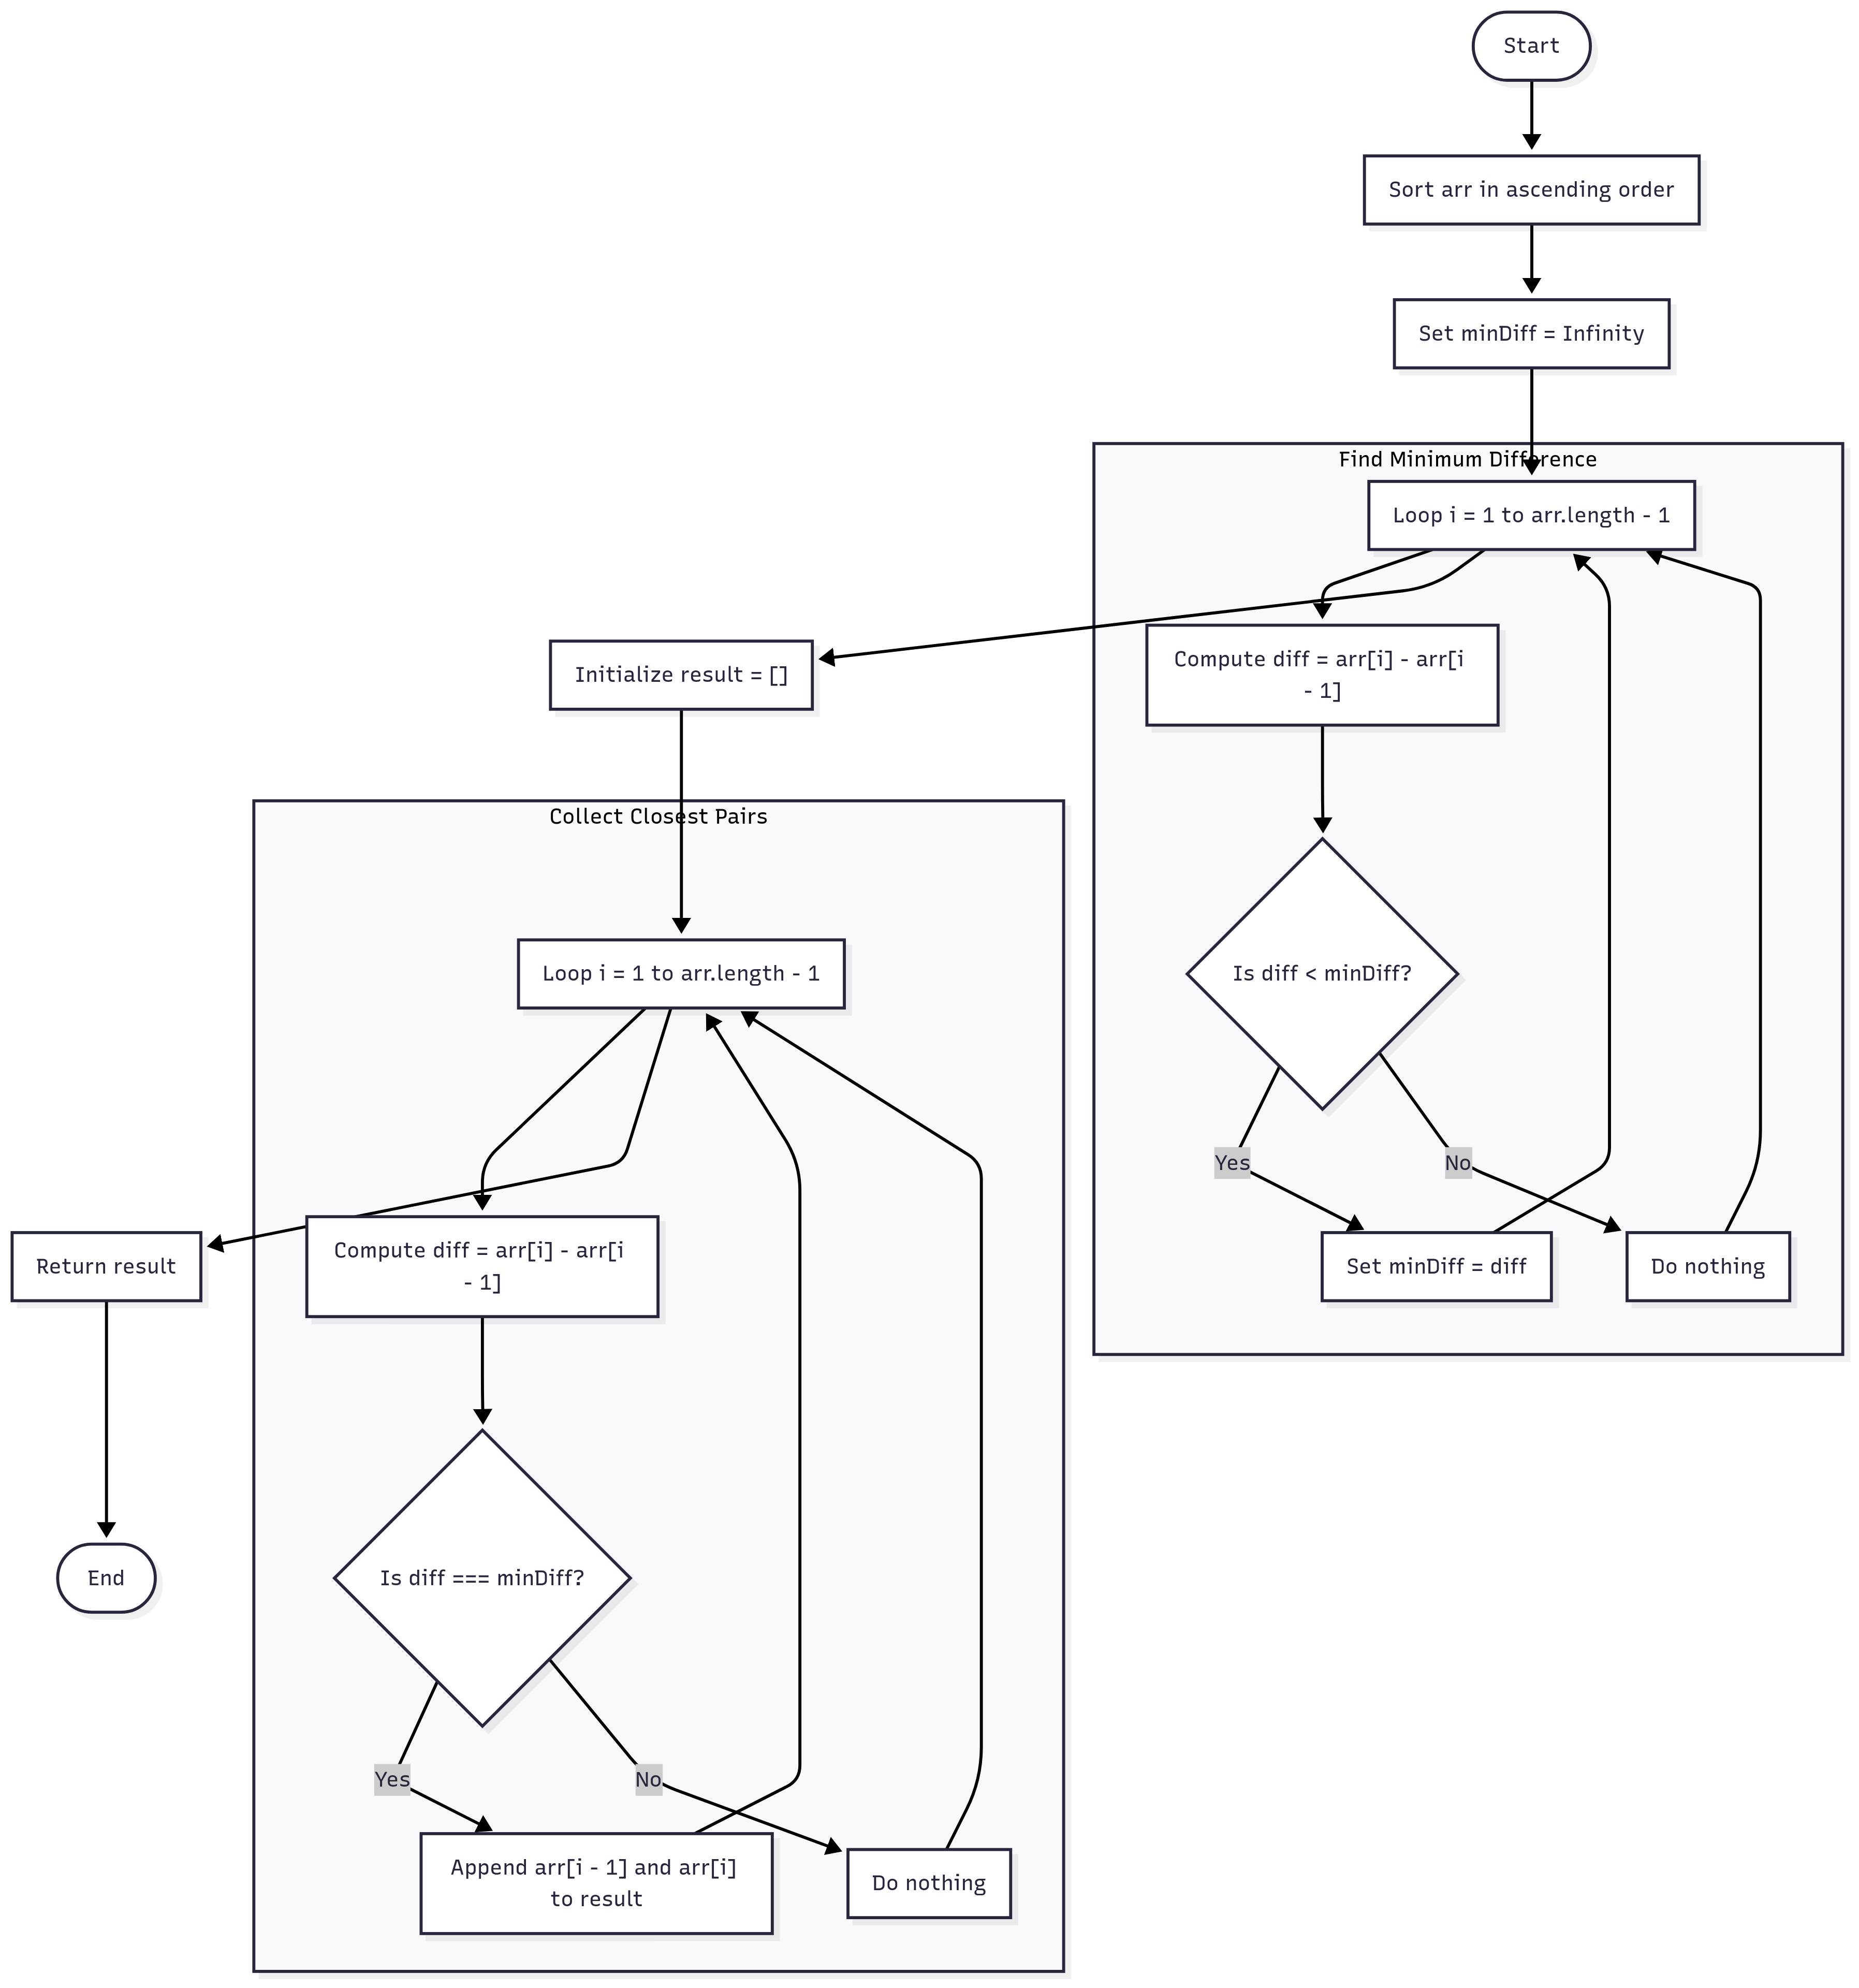 Start
Sort arr in ascending order
Set minDiff = Infinity
Find Minimum Difference
Loop i = 1 to arr.length - 1
Compute diff = arr[i] - arr[i
- 1]
Is diff < minDiff?
Yes
No
Set minDiff = diff
Do nothing
Initialize result = []
Collect Closest Pairs
Loop i = 1 to arr.length - 1
Compute diff = arr[i] - arr[i
- 1]
Is diff === minDiff?
Yes
No
Append arr[i - 1] and arr[i]
to result
Do nothing
Return result
End